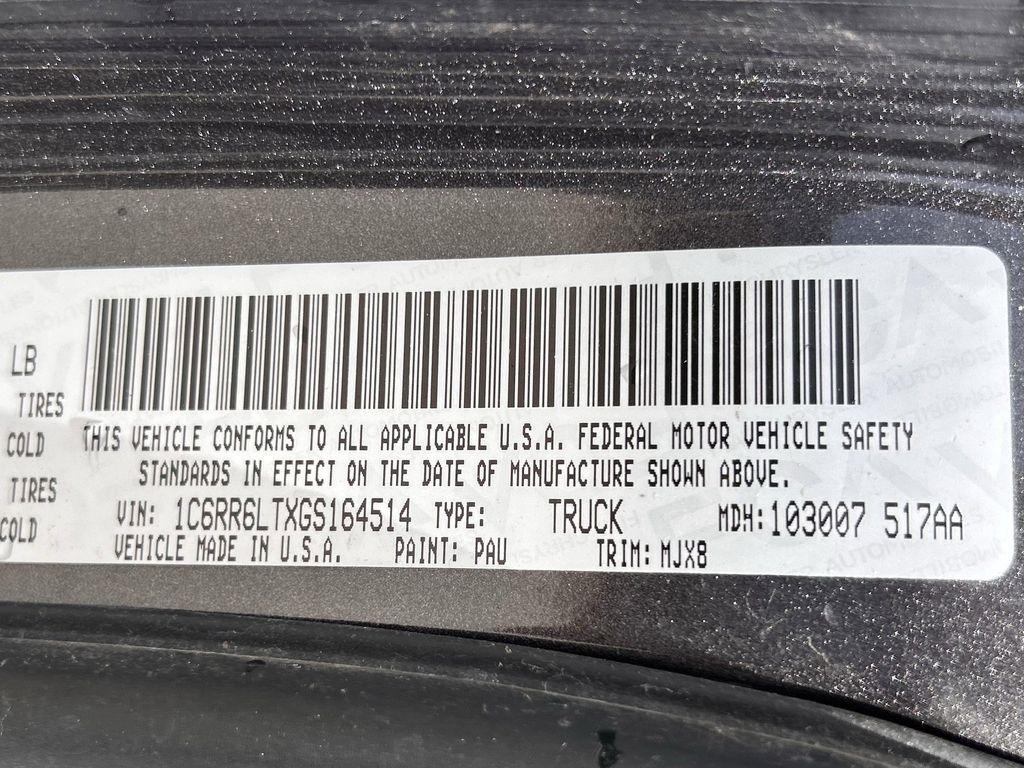 LB
TIRES
COLD
TIRES
COLD
THIS VEHICLE CONFORMS TO ALL APPLICABLE U.S.A. FEDERAL MOTOR VEHICLE SAFETY
STANDARDS IN EFFECT ON THE DATE OF MANUFACTURE SHOWN ABOVE.
VIN: 1C6RR6LTXGS164514 TYPE: TRUCK MDH: 103007 517AA
VEHICLE MADE IN U.S.A. PAINT: PAU TRIM: MJX8